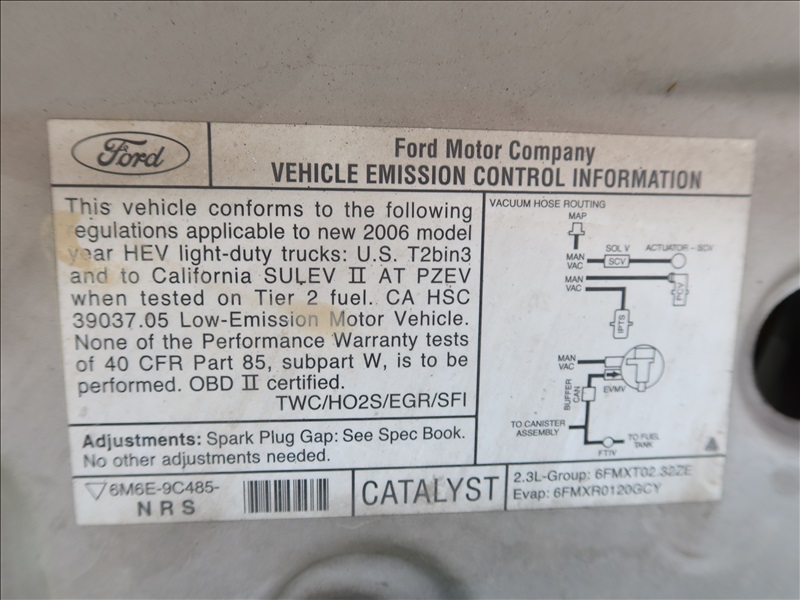 Ford
Ford Motor Company
VEHICLE EMISSION CONTROL INFORMATION
This vehicle conforms to the following
regulations applicable to new 2006 model
year HEV light-duty trucks: U.S. T2bin3
and to California SULEV II AT PZEV
when tested on Tier 2 fuel. CA HSC
39037.05 Low-Emission Motor Vehicle.
None of the Performance Warranty tests
of 40 CFR Part 85, subpart W, is to be
performed. OBD II certified.
TWC/HO2S/EGR/SFI
Adjustments: Spark Plug Gap: See Spec Book.
No other adjustments needed.
6M6E-9C485-
NRS
CATALYST
VACUUM HOSE ROUTING
MAP
MAN
VAC
SOL V
SCV
ACTUATOR-SCV
MAN
VAC
PCV
IPTS
MAN
VAC
EVMV
BUFFER
CAN
TO CANISTER
ASSEMBLY
FTIV
TO FUEL
TANK
2.3L-Group:
Evap: 6FMXR0120GCY